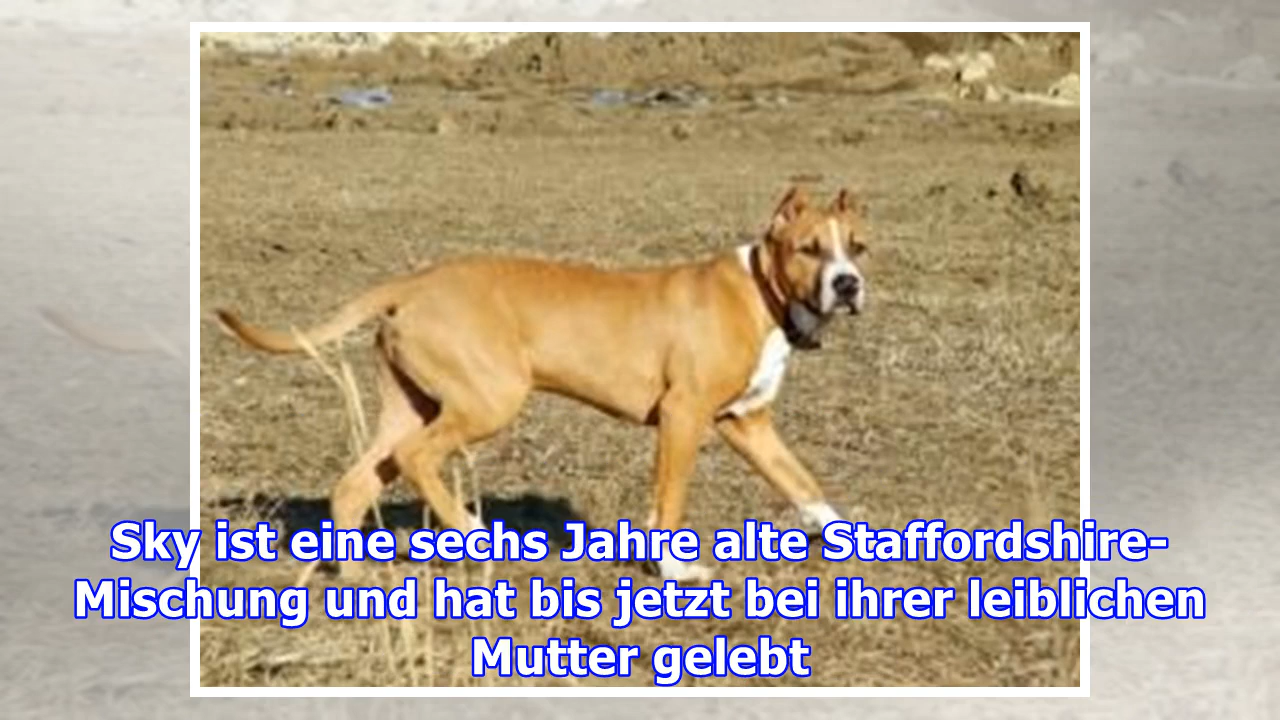 Sky ist eine sechs Jahre alte Staffordshire-
Mischung und hat bis jetzt bei ihrer leiblichen
Mutter gelebt